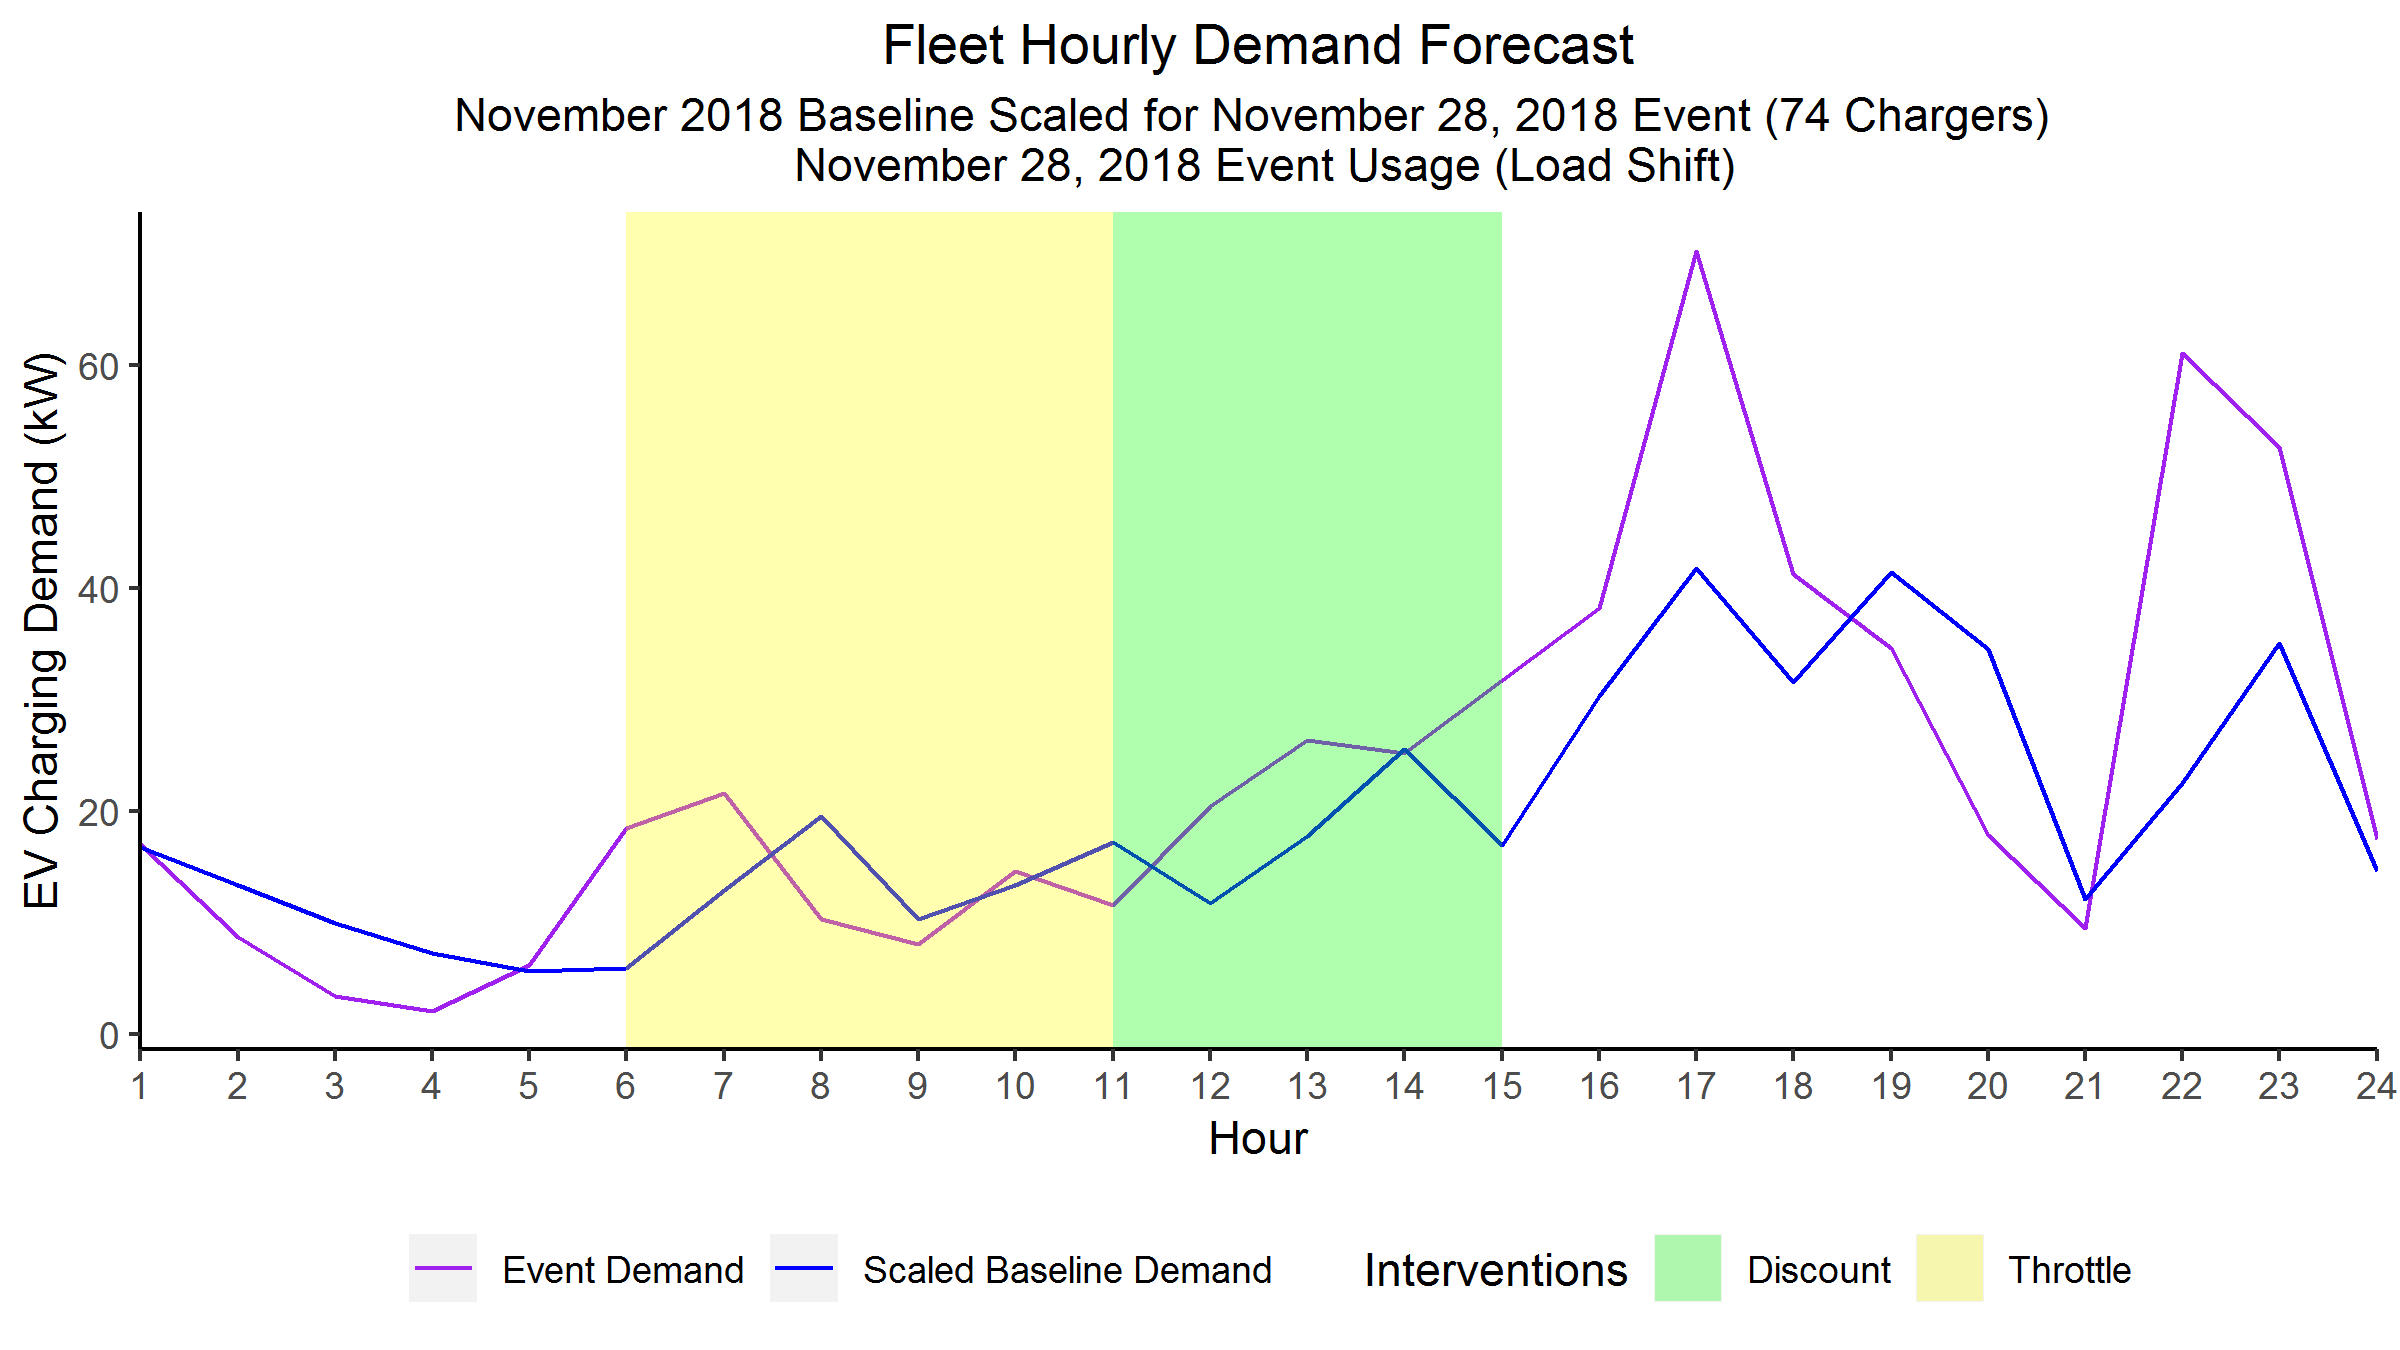 Fleet Hourly Demand Forecast
November 2018 Baseline Scaled for November 28, 2018 Event (74 Chargers)
November 28, 2018 Event Usage (Load Shift)
EV Charging Demand (kW)
60
40
20
0
1 2 3 4 5 6 7 8 9 10 11 12 13 14 15 16 17 18 19 20 21 22 23 24
Hour
Event Demand Scaled Baseline Demand Interventions Discount Throttle